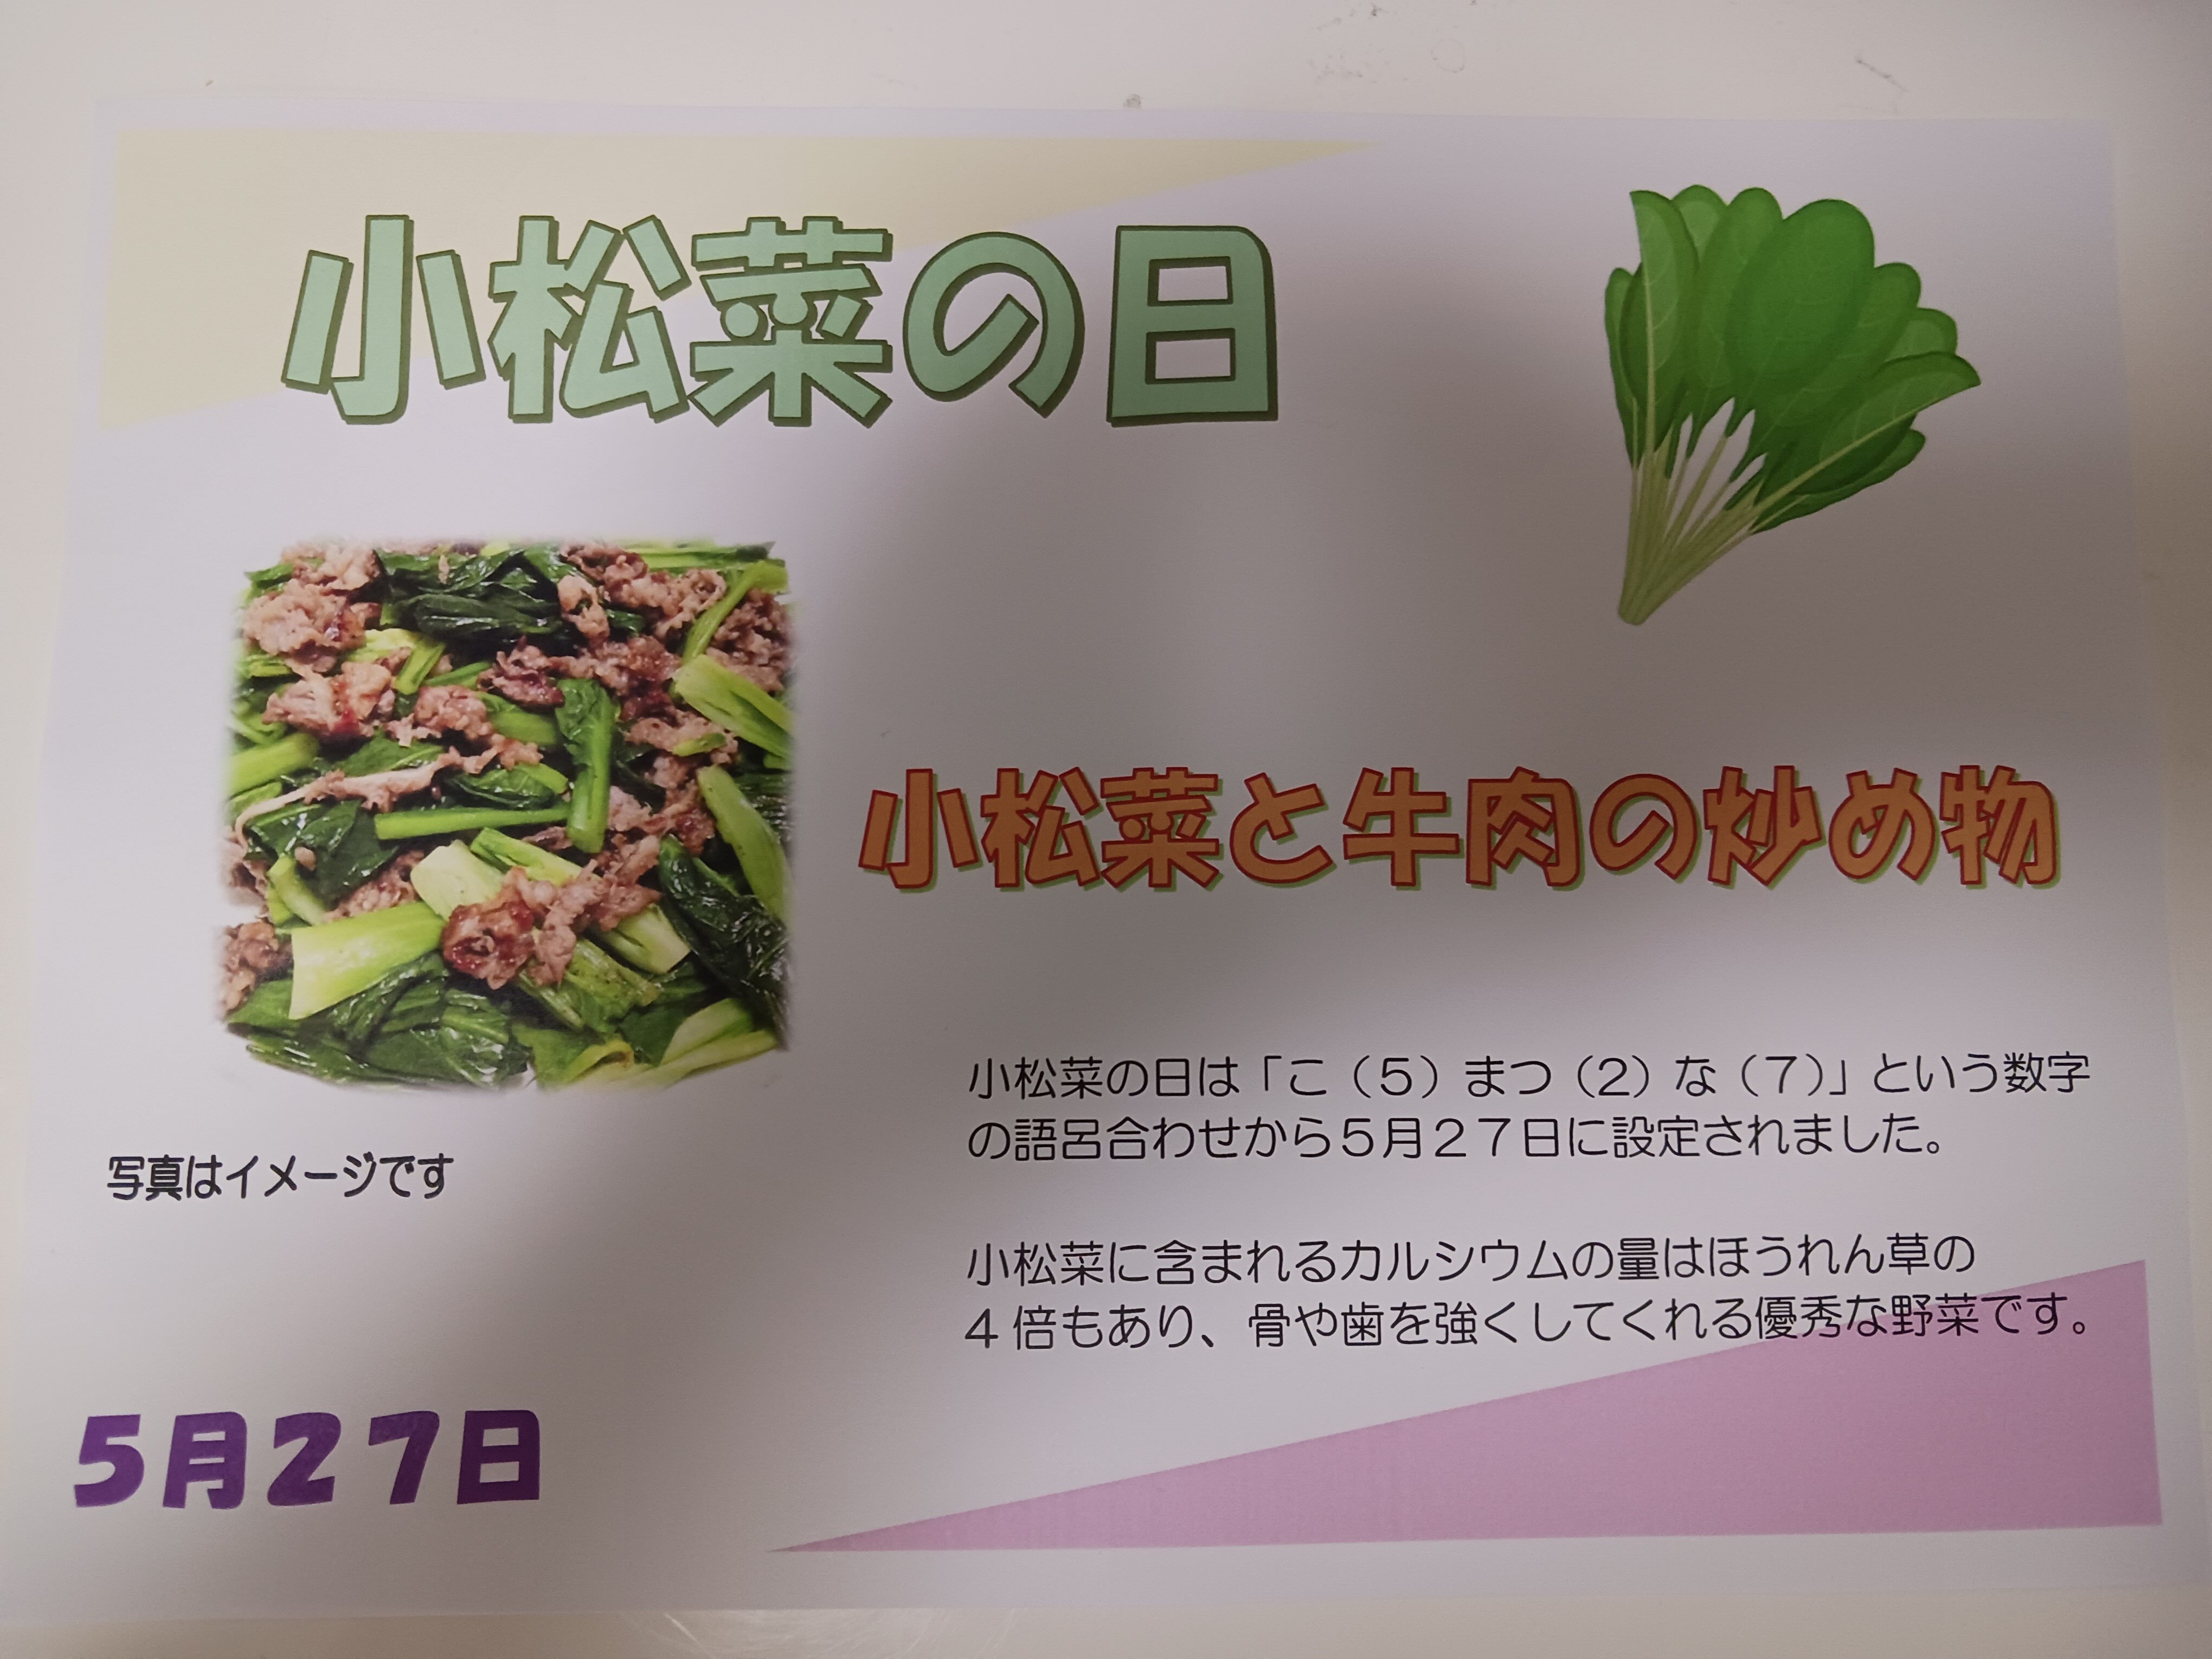 小松菜の日
小松菜と牛肉の炒め物
小松菜の日は「こ（５）まつ（２）な（７）」という数字
の語呂合わせから５月２７日に設定されました。
小松菜に含まれるカルシウムの量はほうれん草の
４倍もあり、骨や歯を強くしてくれる優秀な野菜です。
写真はイメージです
５月２７日